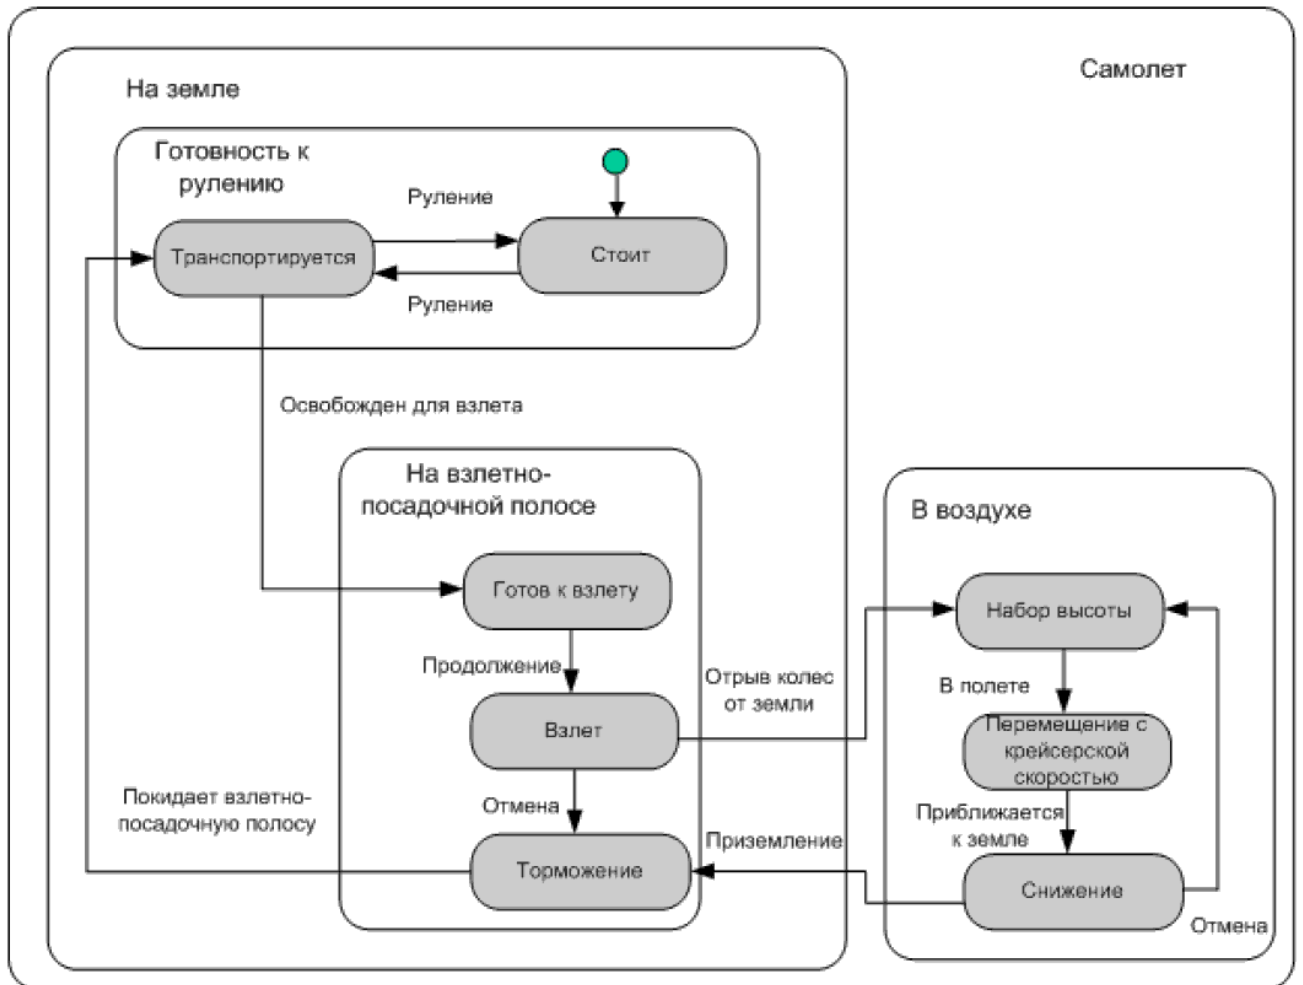 Самолет
На земле
Готовность к
рулению
Руление
Транспортируется
Стоит
Руление
Освобожден для взлета
На взлетно-
посадочной полосе
В воздухе
Готов к взлету
Набор высоты
Продолжение
Отрыв колес
от земли
В полете
Взлет
Перемещение с
крейсерской
скоростью
Покидает взлетно-
посадочную полосу
Отмена
Приближается
к земле
Приземление
Торможение
Снижение
Отмена